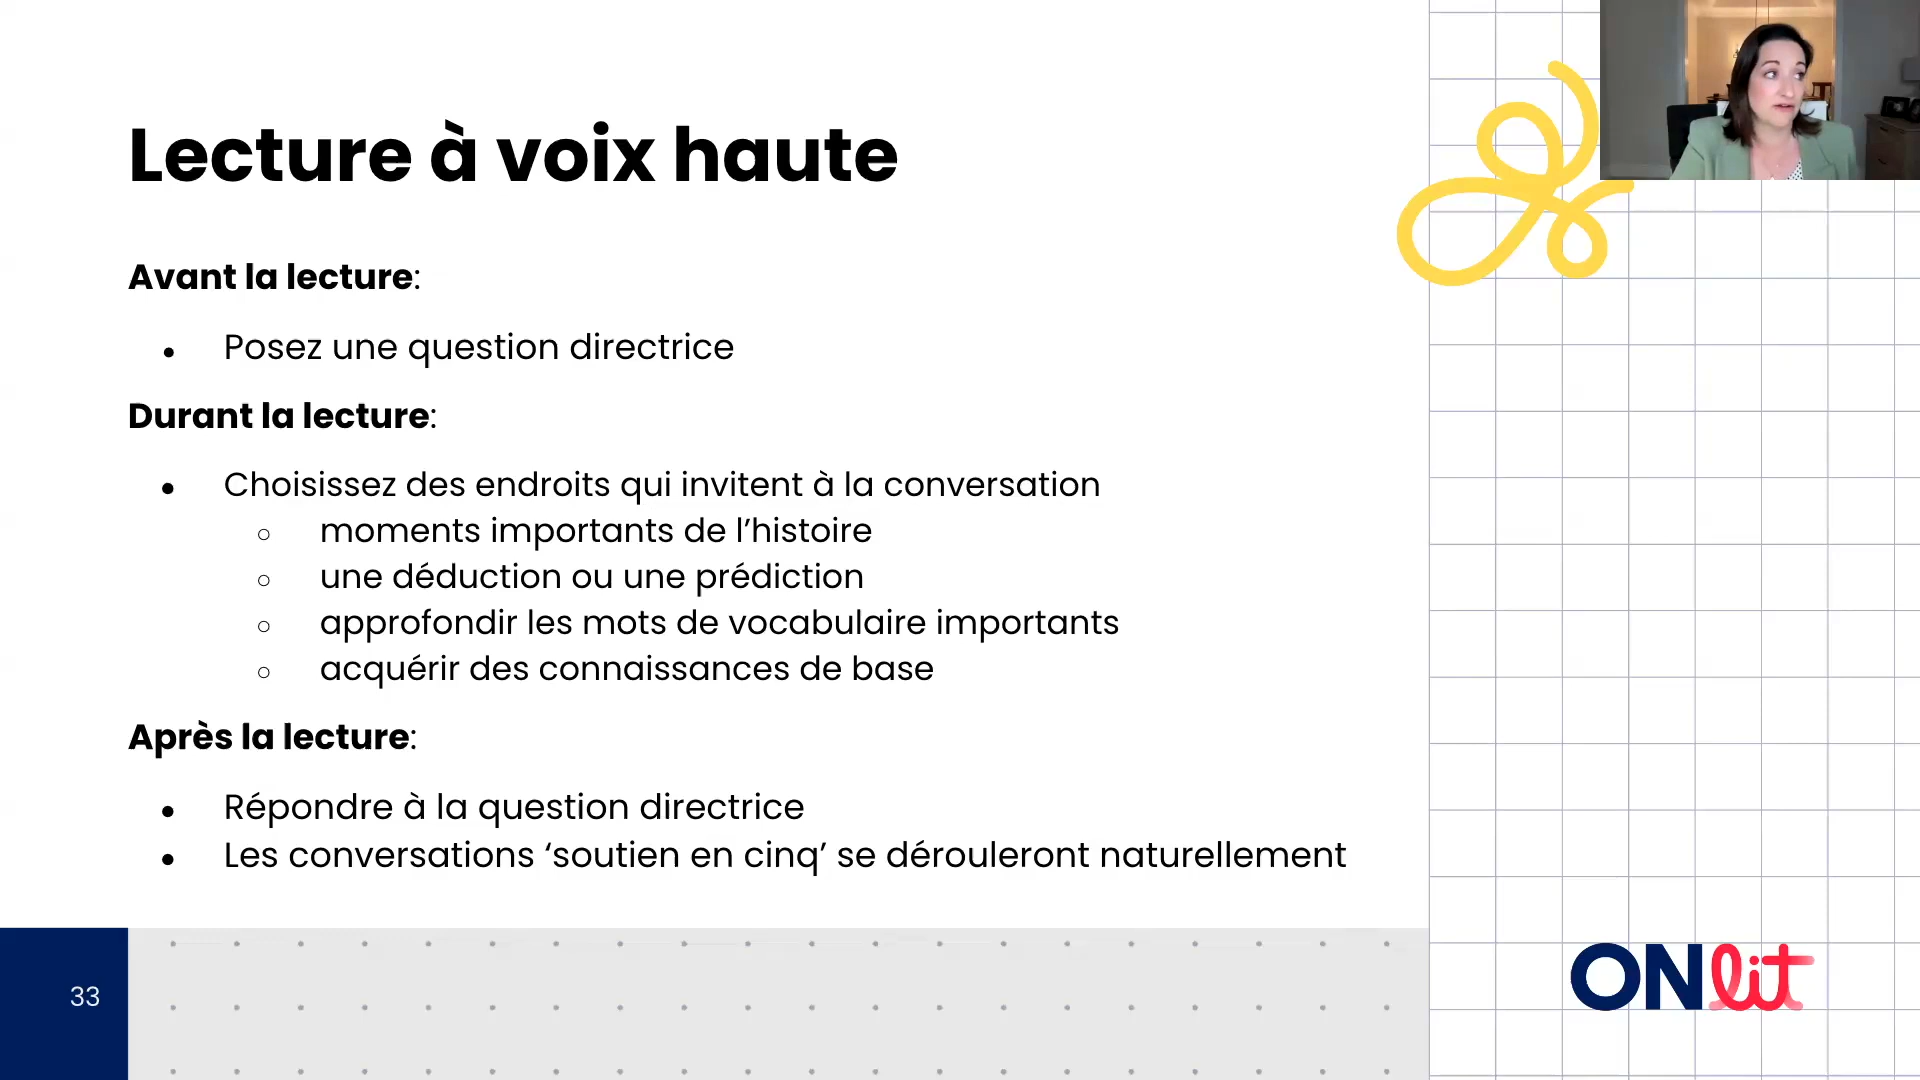 Lecture à voix haute
Avant la lecture:
● Posez une question directrice
Durant la lecture:
● Choisissez des endroits qui invitent à la conversation
○ moments importants de l’histoire
○ une déduction ou une prédiction
○ approfondir les mots de vocabulaire importants
○ acquérir des connaissances de base
Après la lecture:
● Répondre à la question directrice
● Les conversations ‘soutien en cinq’ se dérouleront naturellement
33
ONlit